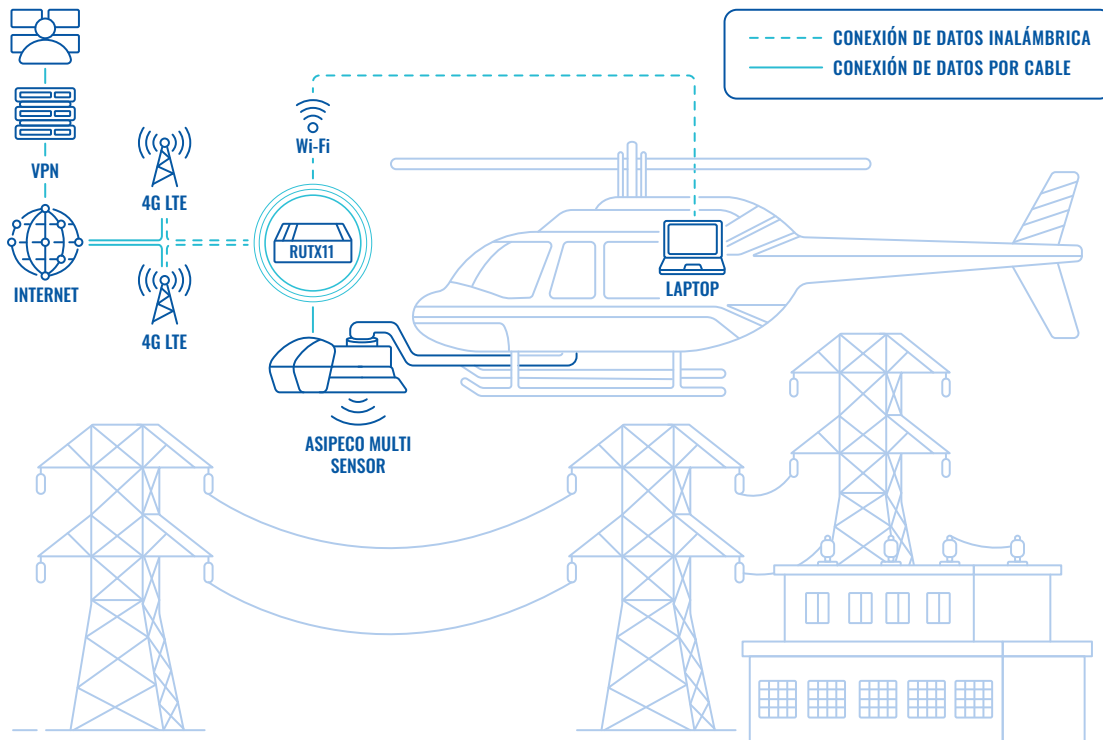 CONEXIÓN DE DATOS INALÁMBRICA
CONEXIÓN DE DATOS POR CABLE
Wi-Fi
VPN
4G LTE
RUTX11
INTERNET
LAPTOP
4G LTE
ASIPECO MULTI
SENSOR